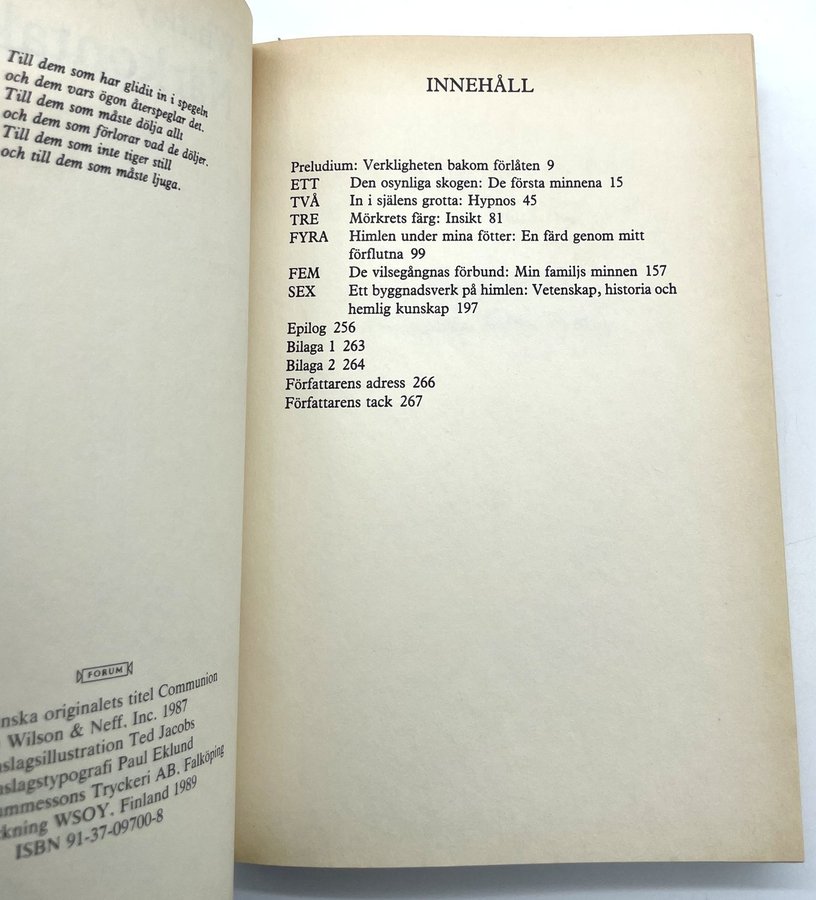 Till dem som har glidit in i spegeln
och dem vars ögon återspeglar det.
Till dem som måste dölja allt
och dem som förlorar vad de döljer.
Till dem som inte tiger still
och till dem som måste ljuga.
FORUM
originalets titel Communion
Wilson & Neff, Inc. 1987
Ted Jacobs
Paul Eklund
Tryckeri AB. Falköping
WSOY. Finland 1989
ISBN 91-37-09700-8
INNEHÅLL
Preludium: Verkligheten bakom förlåten 9
ETT Den osynliga skogen: De första minnena 15
TVÅ In i själens grotta: Hypnos 45
TRE Mörkrets färg: Insikt 81
FYRA Himlen under mina fötter: En färd genom mitt
förflutna 99
FEM De vilsegångnas förbund: Min familjs minnen 157
SEX Ett byggnadsverk på himlen: Vetenskap, historia och
hemlig kunskap 197
Epilog 256
Bilaga 1 263
Bilaga 2 264
Författarens adress 266
Författarens tack 267